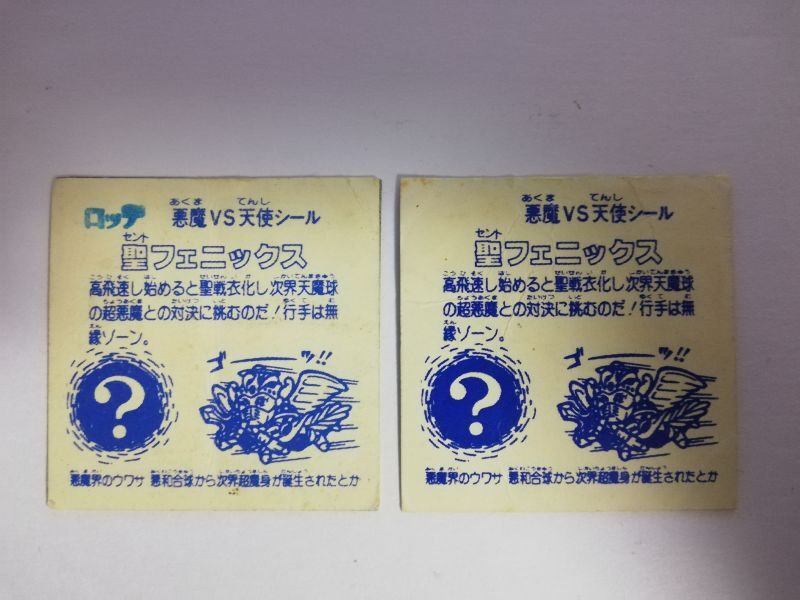 ロッテ 悪魔VS天使シール
聖フェニックス
高飛速し始めると聖戦衣化し次界天魔球
の超悪魔との対決に挑むのだ!行手は無
縁ゾーン。
ゴーッ!!
?
悪魔界のウワサ 悪和合球から次界超魔身が誕生されたとか
悪魔VS天使シール
聖フェニックス
高飛速し始めると聖戦衣化し次界天魔球
の超悪魔との対決に挑むのだ!行手は無
縁ゾーン。
ゴーッ!!
?
悪魔界のウワサ 悪和合球から次界超魔身が誕生されたとか